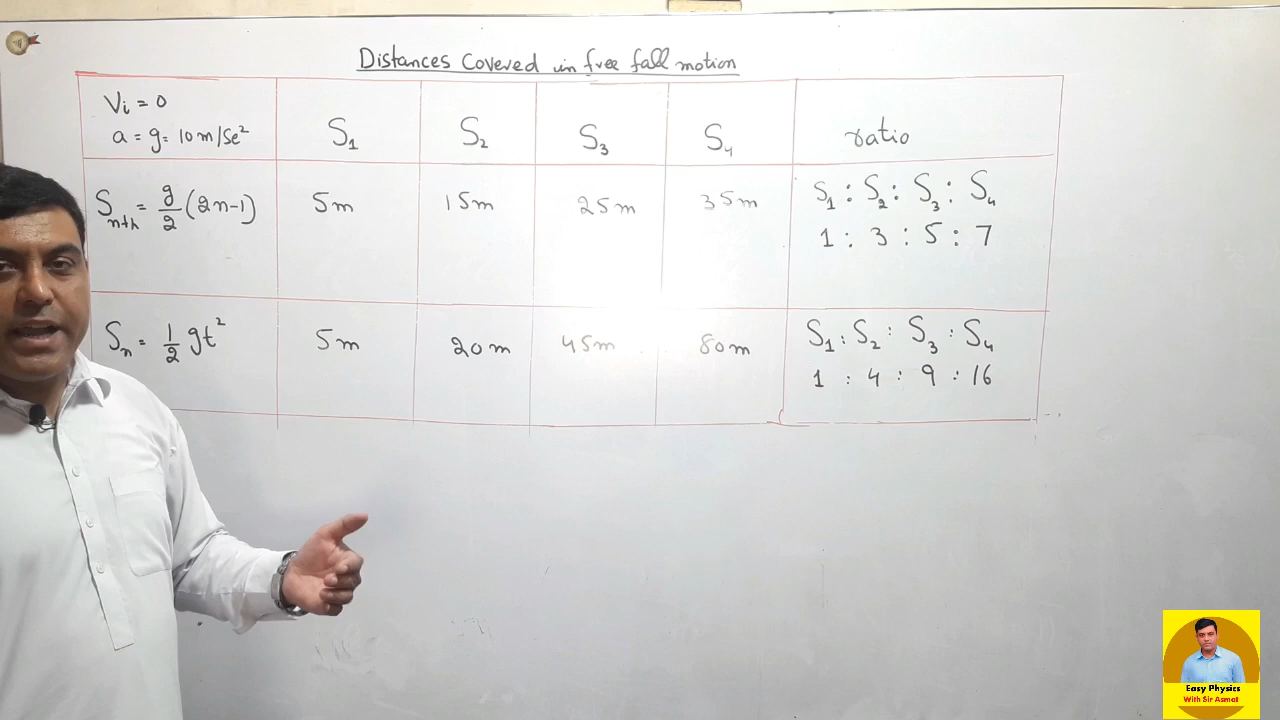 Distances Covered in free fall motion
Vi = 0
a = g = 10 m/Sec²
S₁
S₂
S₃
S₄
ratio
Sₙₜₕ = g/2 (2n-1)
5m
15m
25m
35m
S₁ : S₂ : S₃ : S₄
1 : 3 : 5 : 7
Sₙ = 1/2 gt²
5m
20m
45m
80m
S₁ : S₂ : S₃ : S₄
1 : 4 : 9 : 16
Easy Physics
With Sir Asmat